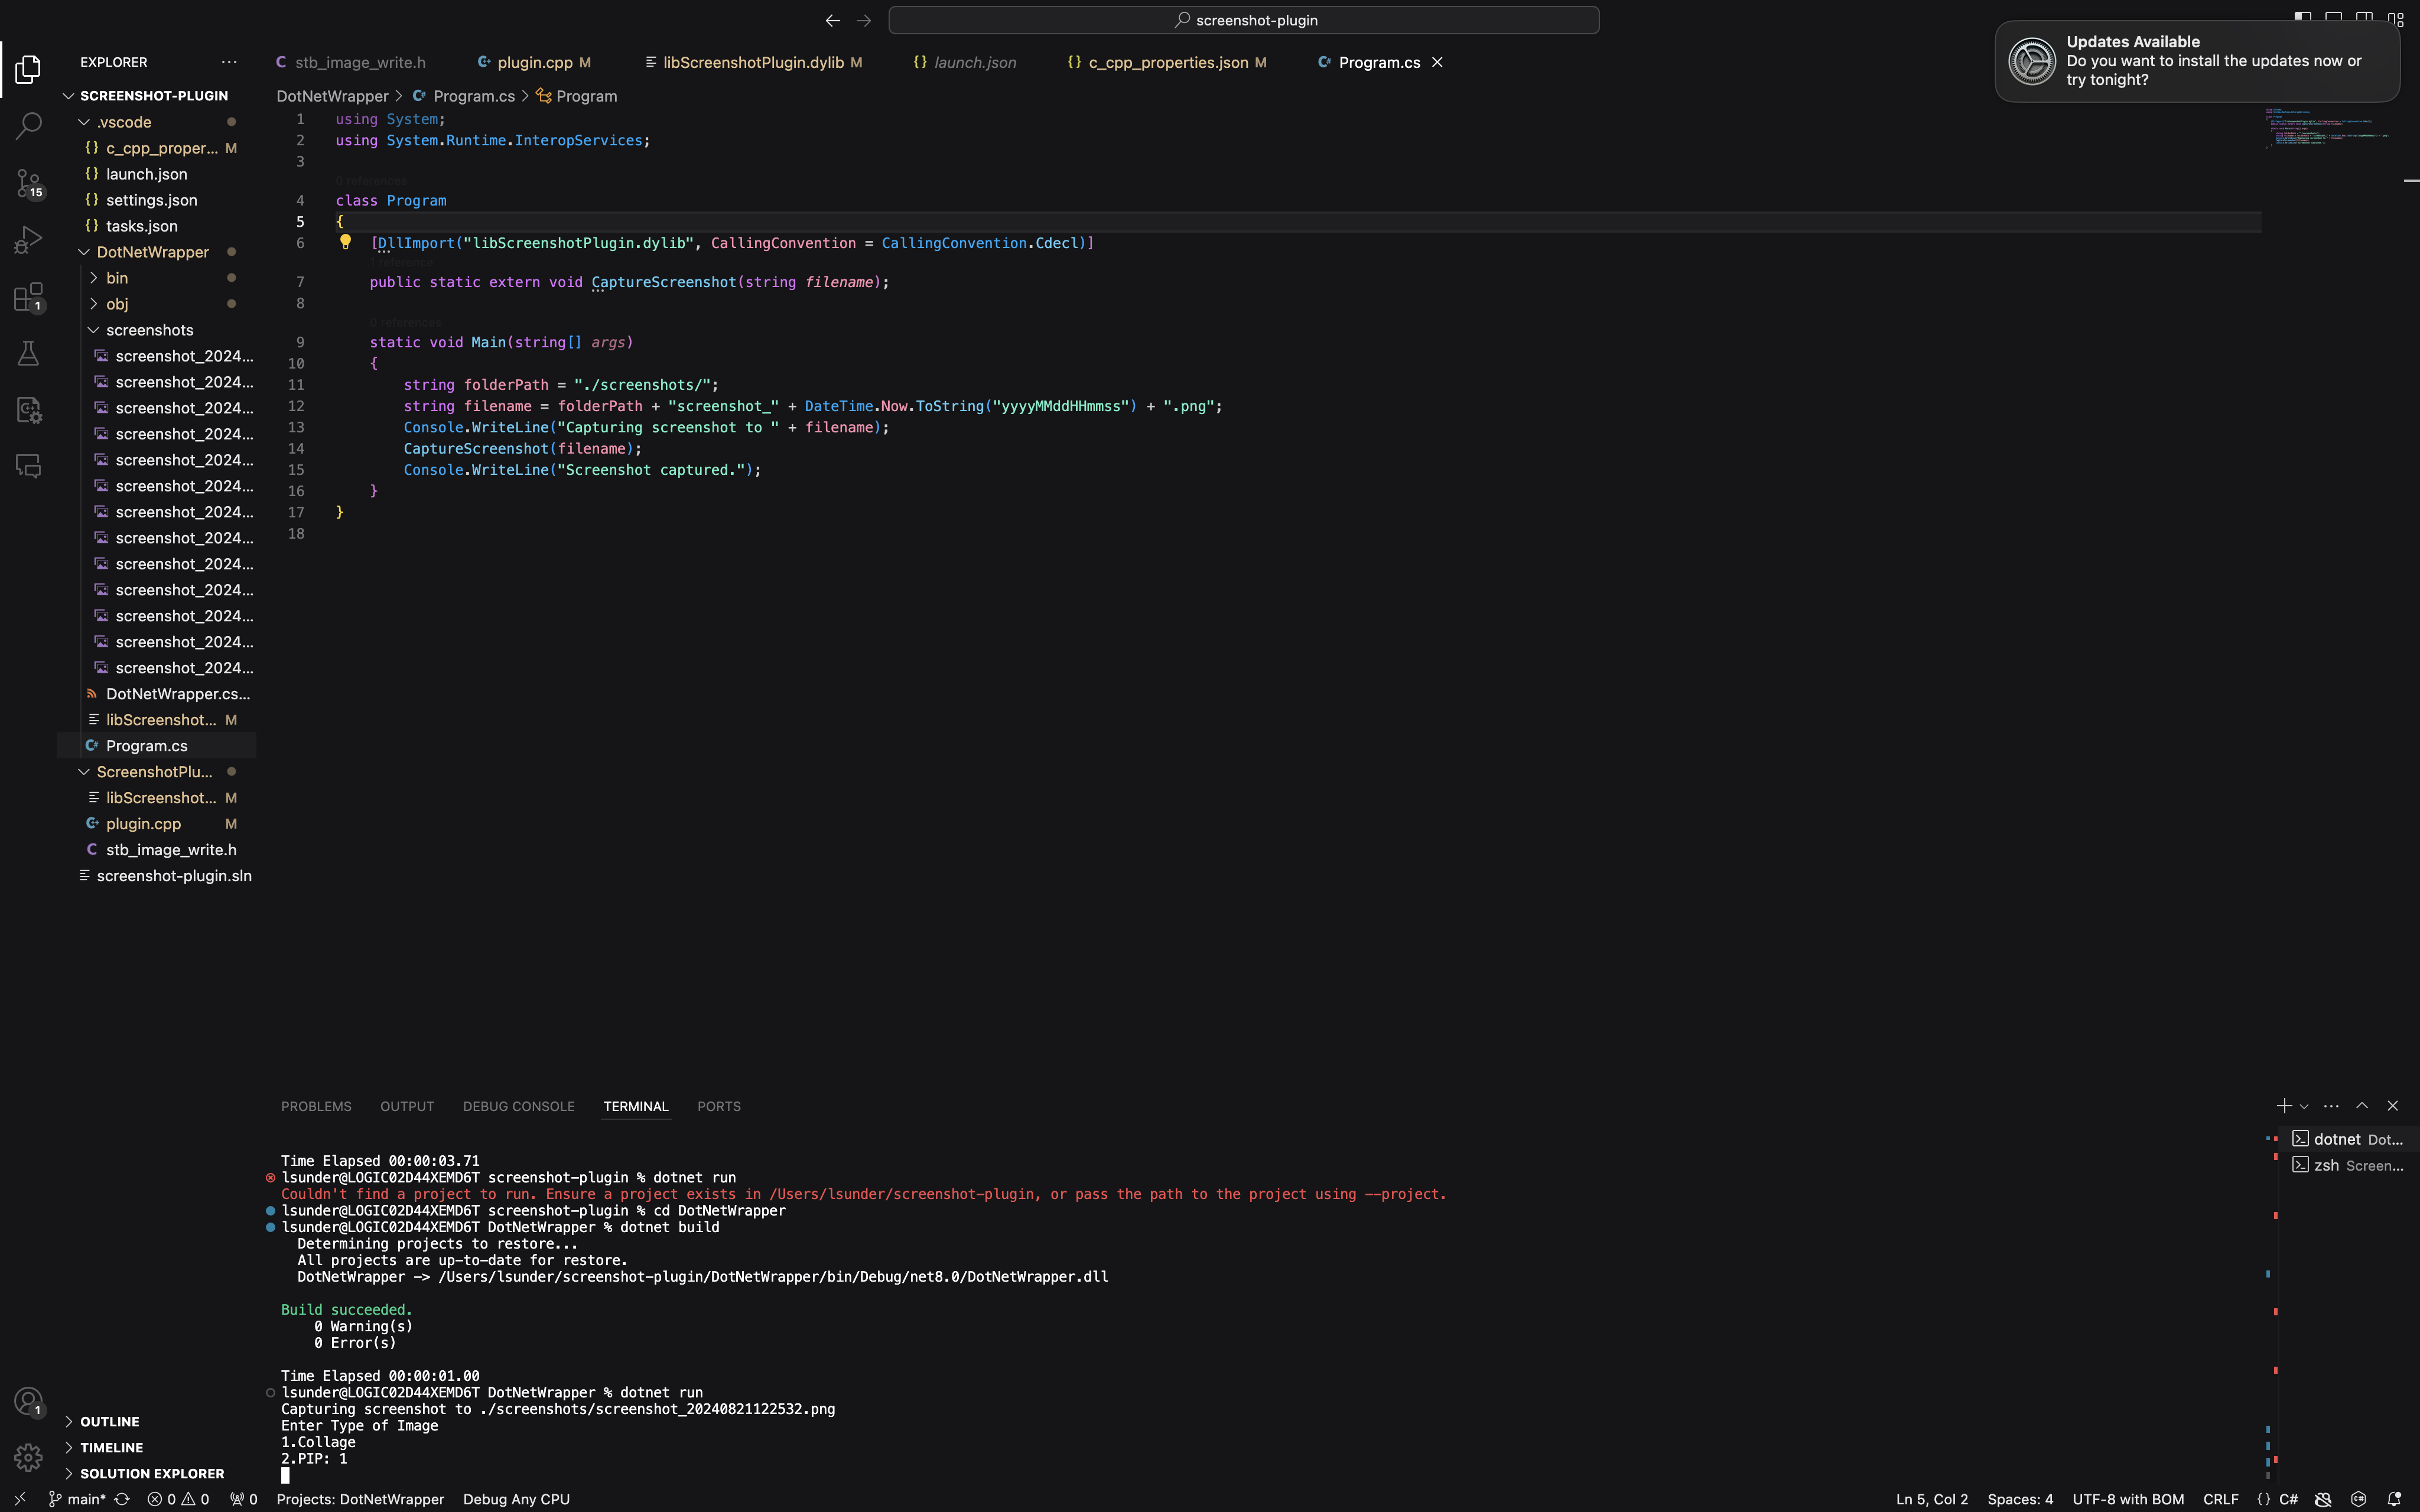 screenshot-plugin
Updates Available
Do you want to install the updates now or
try tonight?
EXPLORER
SCREENSHOT-PLUGIN
.vscode
c_cpp_proper... M
launch.json
settings.json
tasks.json
DotNetWrapper
bin
obj
screenshots
screenshot_2024...
screenshot_2024...
screenshot_2024...
screenshot_2024...
screenshot_2024...
screenshot_2024...
screenshot_2024...
screenshot_2024...
screenshot_2024...
screenshot_2024...
screenshot_2024...
screenshot_2024...
screenshot_2024...
DotNetWrapper.cs...
libScreenshot... M
Program.cs
ScreenshotPlu...
libScreenshot... M
plugin.cpp M
stb_image_write.h
screenshot-plugin.sln
15
1
1
OUTLINE
TIMELINE
SOLUTION EXPLORER
stb_image_write.h plugin.cpp M libScreenshotPlugin.dylib M launch.json c_cpp_properties.json M Program.cs
DotNetWrapper > Program.cs > Program
1 using System;
2 using System.Runtime.InteropServices;
3
0 references
4 class Program
5 {
6 [DllImport("libScreenshotPlugin.dylib", CallingConvention = CallingConvention.Cdecl)]
1 reference
7 public static extern void CaptureScreenshot(string filename);
8
0 references
9 static void Main(string[] args)
10 {
11 string folderPath = "./screenshots/";
12 string filename = folderPath + "screenshot_" + DateTime.Now.ToString("yyyyMMddHHmmss") + ".png";
13 Console.WriteLine("Capturing screenshot to " + filename);
14 CaptureScreenshot(filename);
15 Console.WriteLine("Screenshot captured.");
16 }
17 }
18
PROBLEMS OUTPUT DEBUG CONSOLE TERMINAL PORTS
Time Elapsed 00:00:03.71
lsunder@LOGIC02D44XEMD6T screenshot-plugin % dotnet run
Couldn't find a project to run. Ensure a project exists in /Users/lsunder/screenshot-plugin, or pass the path to the project using --project.
lsunder@LOGIC02D44XEMD6T screenshot-plugin % cd DotNetWrapper
lsunder@LOGIC02D44XEMD6T DotNetWrapper % dotnet build
Determining projects to restore...
All projects are up-to-date for restore.
DotNetWrapper -> /Users/lsunder/screenshot-plugin/DotNetWrapper/bin/Debug/net8.0/DotNetWrapper.dll
Build succeeded.
0 Warning(s)
0 Error(s)
Time Elapsed 00:00:01.00
lsunder@LOGIC02D44XEMD6T DotNetWrapper % dotnet run
Capturing screenshot to ./screenshots/screenshot_20240821122532.png
Enter Type of Image
1.Collage
2.PIP: 1
dotnet Dot...
zsh Screen...
main* 0 0 0 Projects: DotNetWrapper Debug Any CPU Ln 5, Col 2 Spaces: 4 UTF-8 with BOM CRLF {} C#